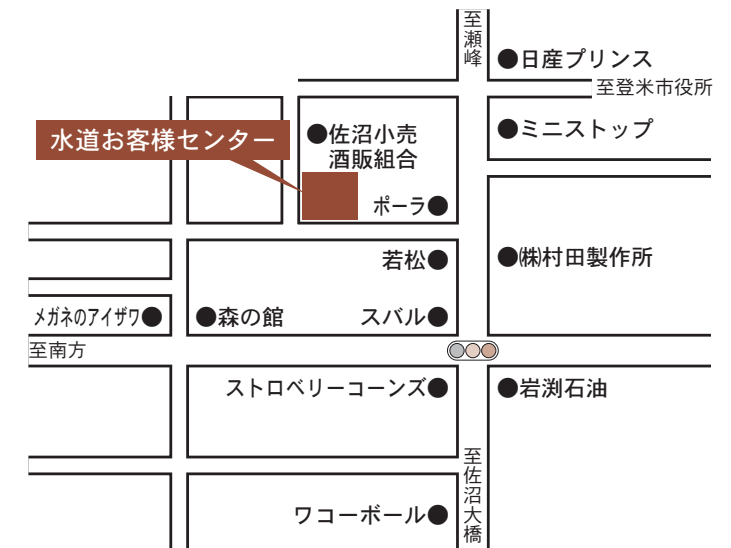 至瀬峰
●日産プリンス
至登米市役所
水道お客様センター
●佐沼小売
酒販組合
●ミニストップ
ポーラ●
若松●
●㈱村田製作所
メガネのアイザワ●
●森の館
スバル●
至南方
ストロベリーコーンズ●
●岩渕石油
至佐沼大橋
ワコーボール●